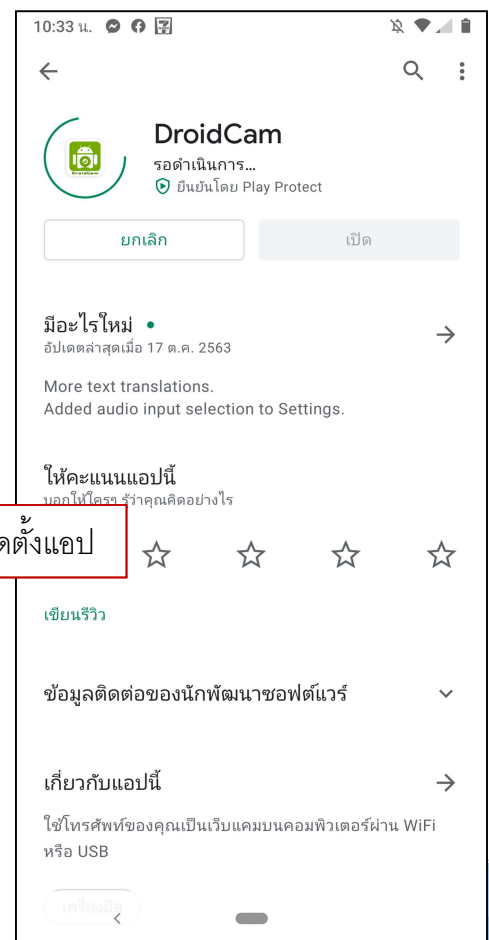 10:33 น.
DroidCam
รอดำเนินการ...
ยืนยันโดย Play Protect
ยกเลิก
เปิด
มีอะไรใหม่
อัปเดตล่าสุดเมื่อ 17 ต.ค. 2563
More text translations.
Added audio input selection to Settings.
ให้คะแนนแอปนี้
บอกให้ใครๆ รู้ว่าคุณคิดอย่างไร
ดตั้งแอป
เขียนรีวิว
ข้อมูลติดต่อของนักพัฒนาซอฟต์แวร์
เกี่ยวกับแอปนี้
ใช้โทรศัพท์ของคุณเป็นเว็บแคมบนคอมพิวเตอร์ผ่าน WiFi
หรือ USB
เครื่องมือ